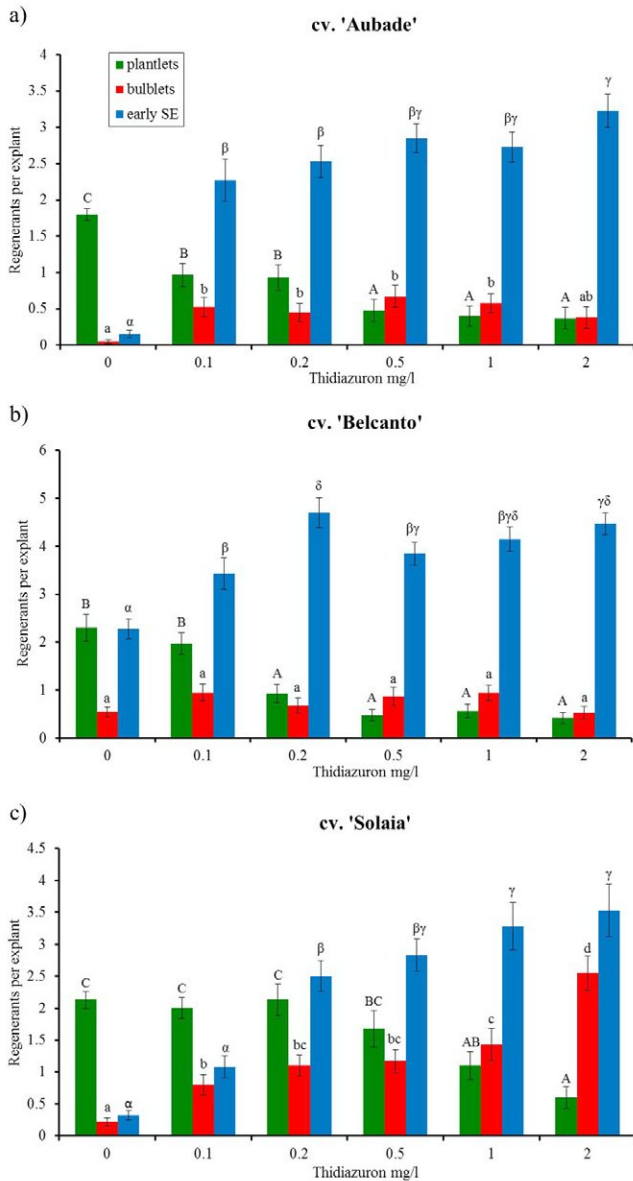 a)
cv. 'Aubade'
4
3.5
3
2.5
2
1.5
1
0.5
0
Regenerants per explant
plantlets
bulblets
early SE
C a α
B b β
B b β
A b βγ
A b βγ
A ab γ
0 0.1 0.2 0.5 1 2
Thidiazuron mg/l
b)
cv. 'Belcanto'
6
5
4
3
2
1
0
Regenerants per explant
B a α
B a β
A a δ
A a βγ
A a βγδ
A a γδ
0 0.1 0.2 0.5 1 2
Thidiazuron mg/l
c)
cv. 'Solaia'
4.5
4
3.5
3
2.5
2
1.5
1
0.5
0
Regenerants per explant
C a α
C b α
C bc β
BC bc βγ
AB c γ
A d γ
0 0.1 0.2 0.5 1 2
Thidiazuron mg/l